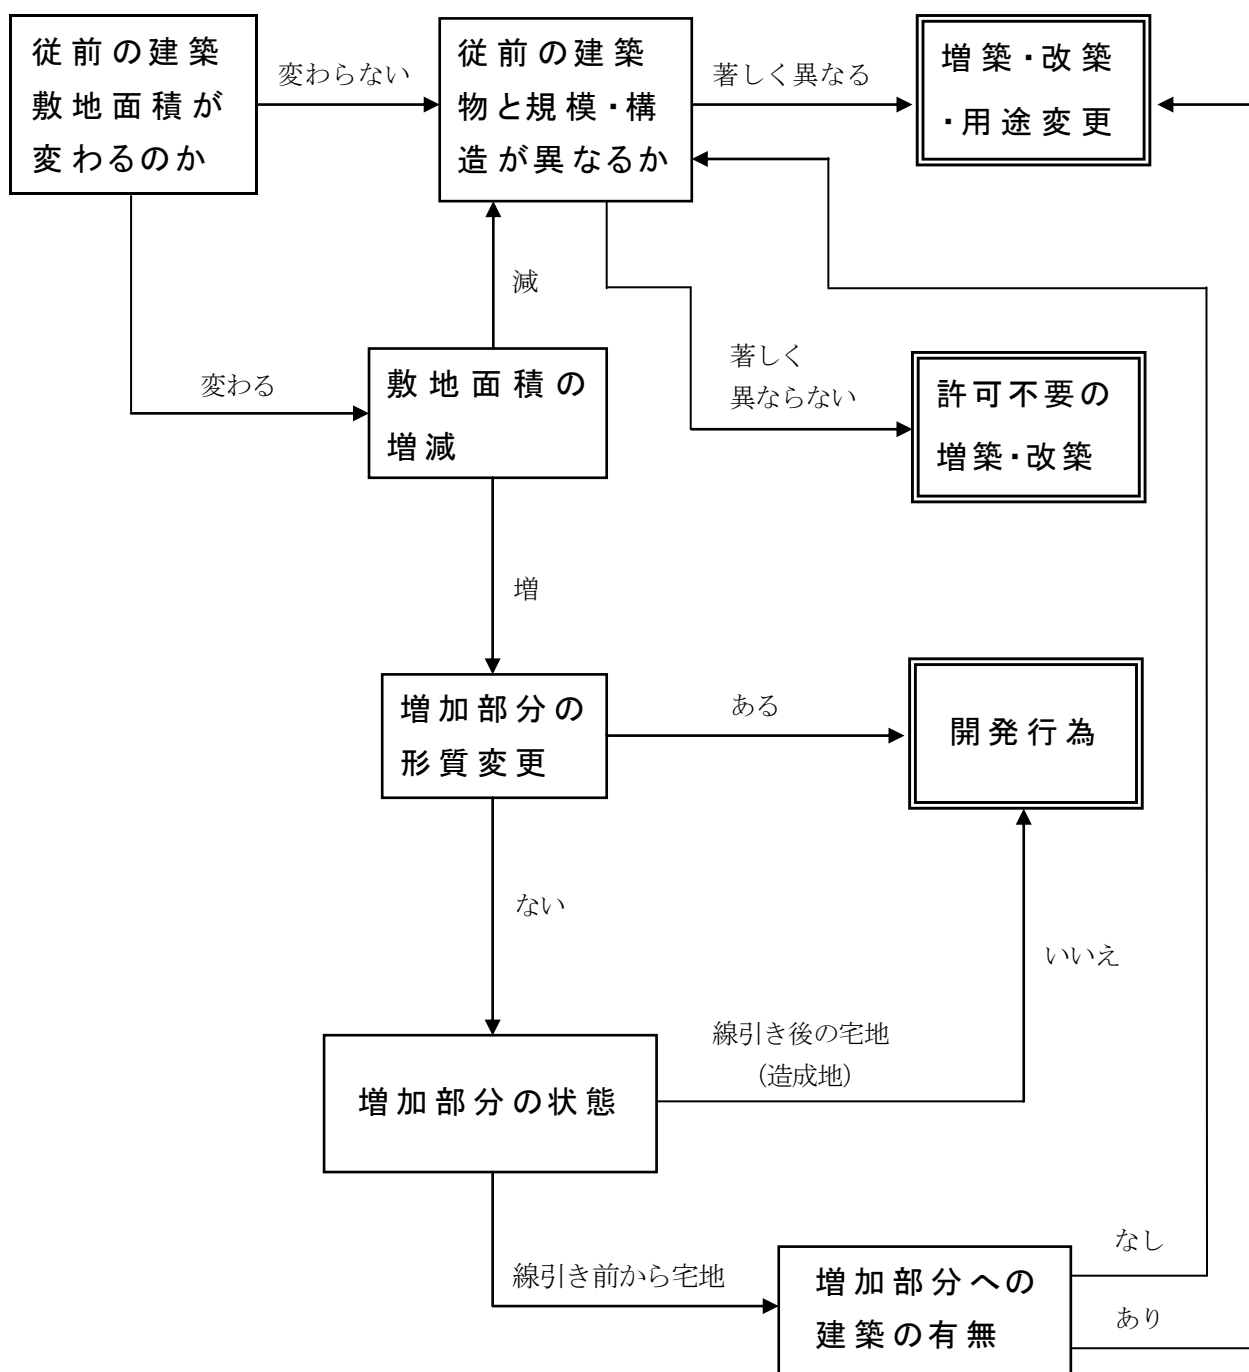 従前の建築
敷地面積が
変わるのか
変わらない
従前の建築
物と規模・構
造が異なるか
著しく異なる
増築・改築
・用途変更
減
変わる
敷地面積の
増減
著しく
異ならない
許可不要の
増築・改築
増
増加部分の
形質変更
ある
開発行為
ない
いいえ
増加部分の状態
線引き後の宅地
(造成地)
線引き前から宅地
増加部分への
建築の有無
なし
あり